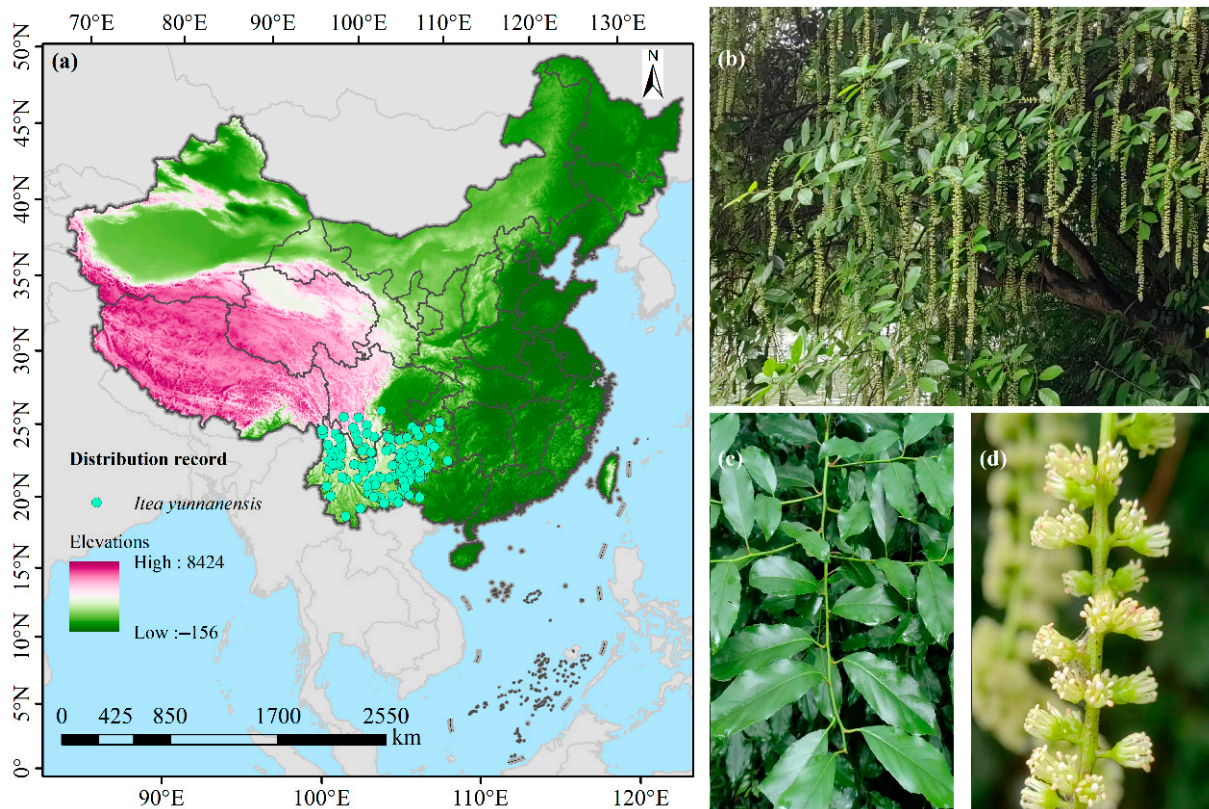 70°E 80°E 90°E 100°E 110°E 120°E 130°E
(a)
N
50°N
45°N
40°N
35°N
30°N
25°N
20°N
15°N
10°N
5°N
0°
Distribution record
Itea yunnanensis
Elevations
High : 8424
Low :–156
0 425 850 1700 2550
km
90°E 100°E 110°E 120°E
(b)
(c)
(d)